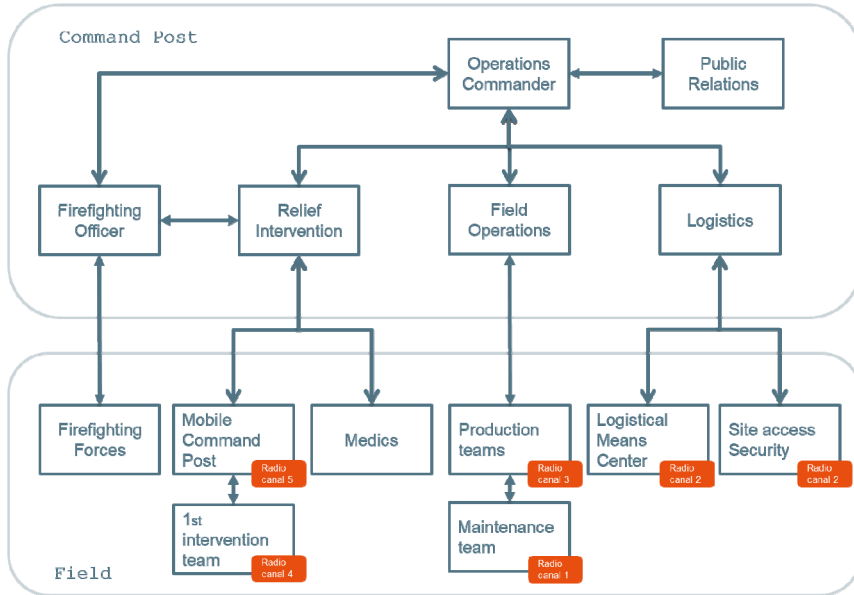 Command Post
Operations
Commander
Public
Relations
Firefighting
Officer
Relief
Intervention
Field
Operations
Logistics
Firefighting
Forces
Mobile
Command
Post
Radio
canal 5
Medics
Production
teams
Radio
canal 3
Logistical
Means
Center
Radio
canal 2
Site access
Security
Radio
canal 2
1st
intervention
team
Radio
canal 4
Maintenance
team
Radio
canal 1
Field